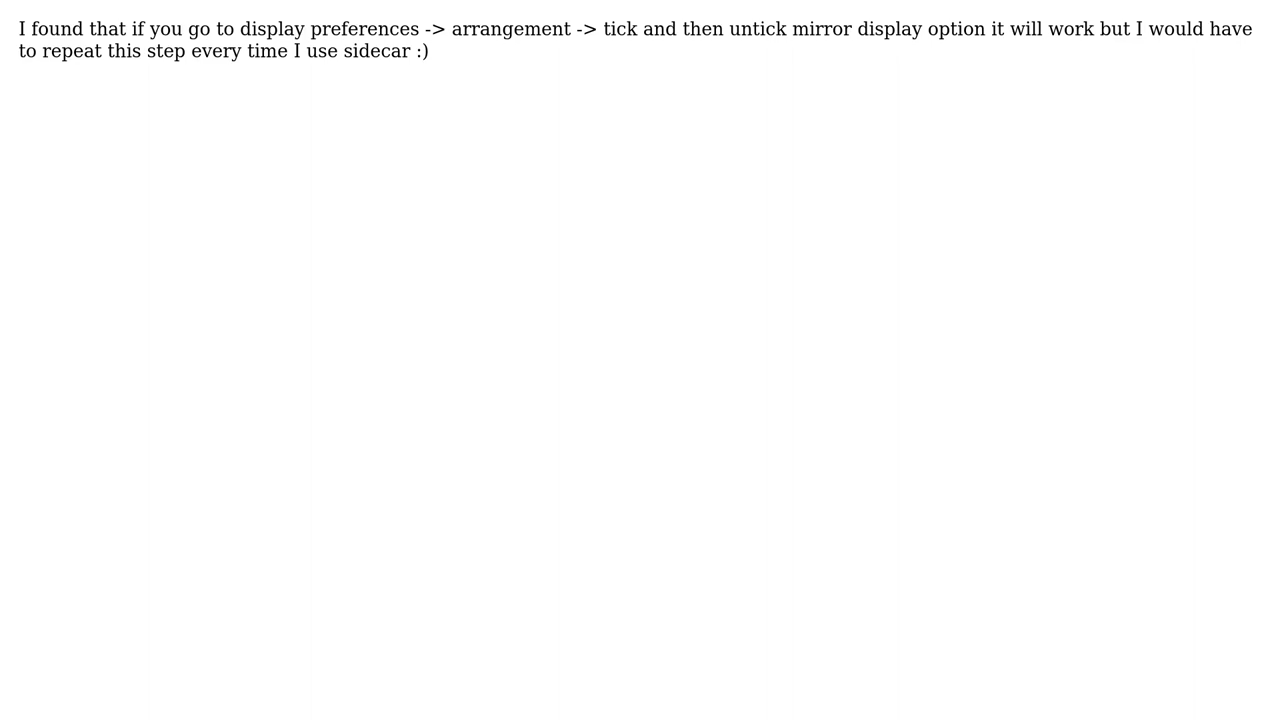 I found that if you go to display preferences -> arrangement -> tick and then untick mirror display option it will work but I would have
to repeat this step every time I use sidecar :)